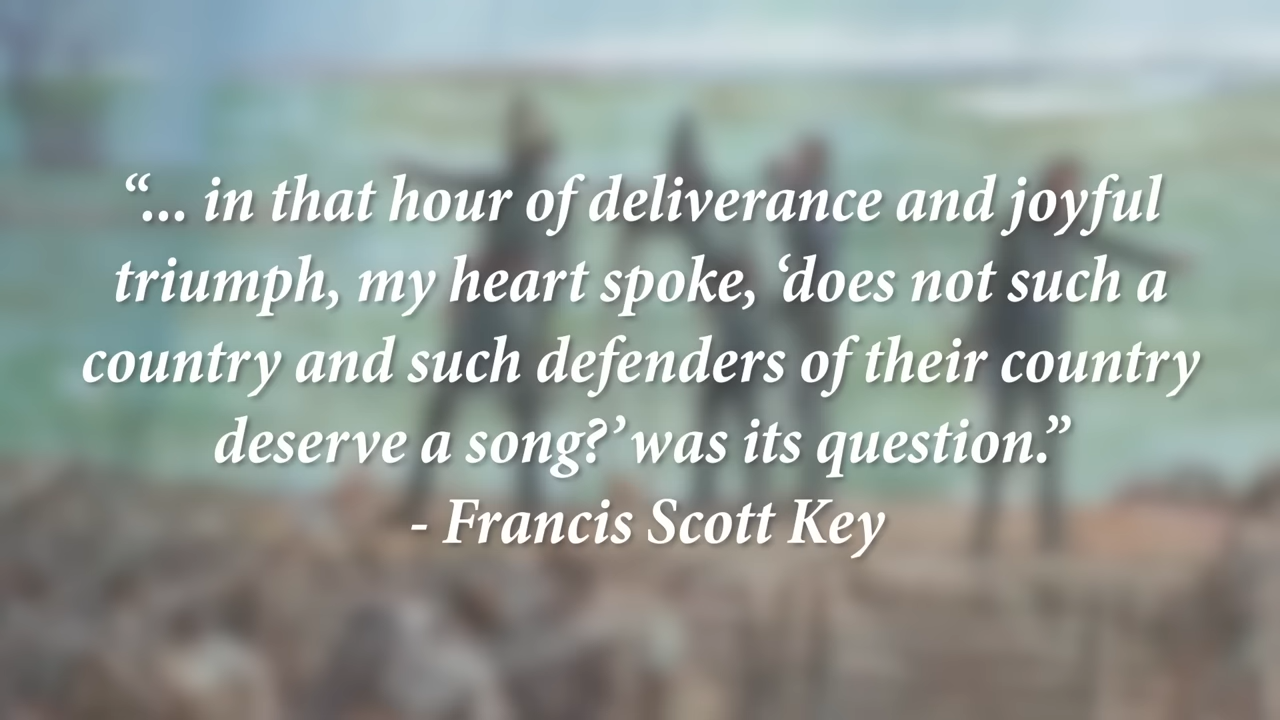 “... in that hour of deliverance and joyful
triumph, my heart spoke, ‘does not such a
country and such defenders of their country
deserve a song?’ was its question.”
- Francis Scott Key